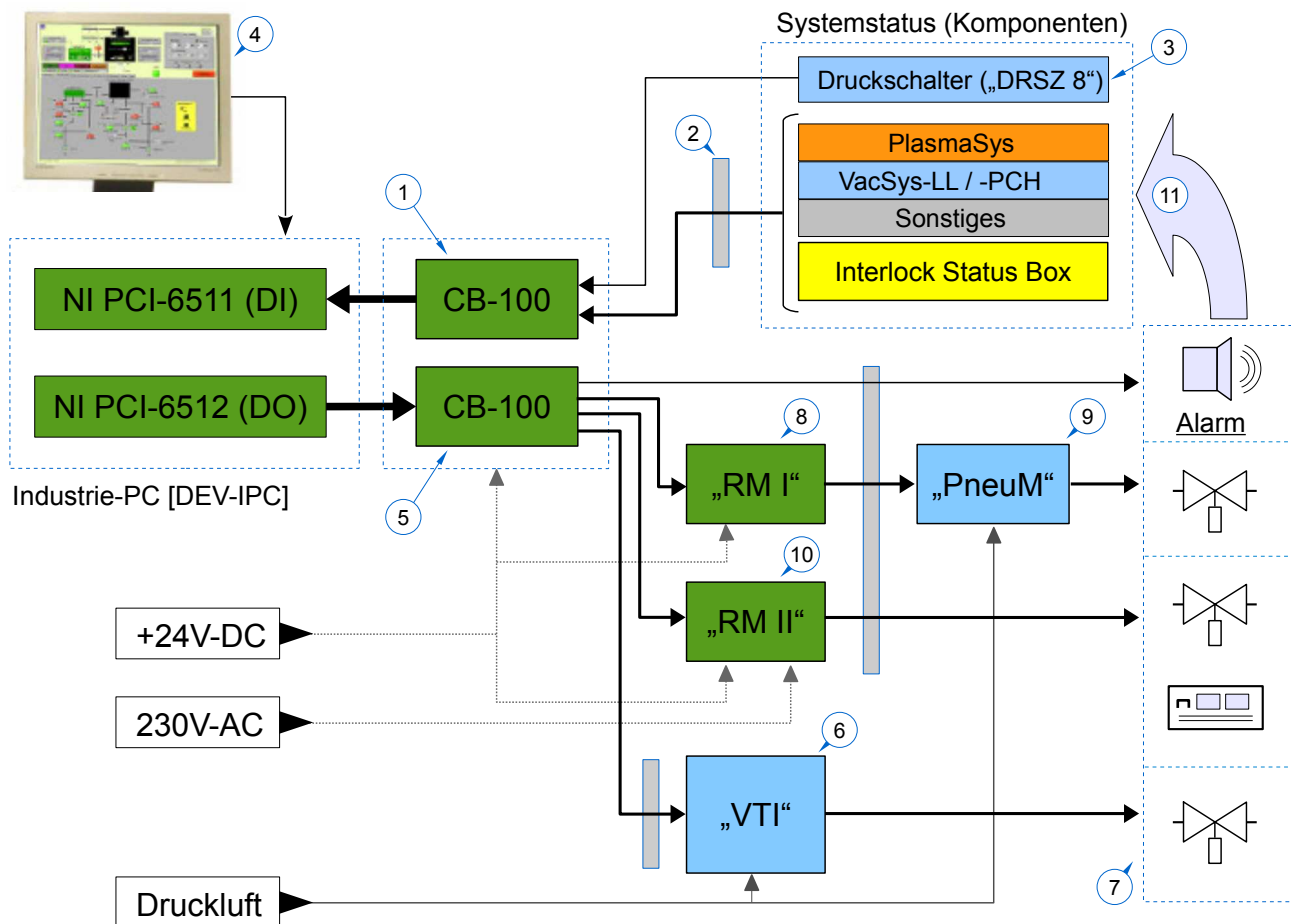 Systemstatus (Komponenten)
4
3
Druckschalter („DRSZ 8“)
2
PlasmaSys
VacSys-LL / -PCH
Sonstiges
Interlock Status Box
11
1
NI PCI-6511 (DI)
CB-100
NI PCI-6512 (DO)
CB-100
Alarm
8
9
„RM I“
„PneuM“
Industrie-PC [DEV-IPC]
5
10
„RM II“
+24V-DC
230V-AC
6
„VTI“
7
Druckluft